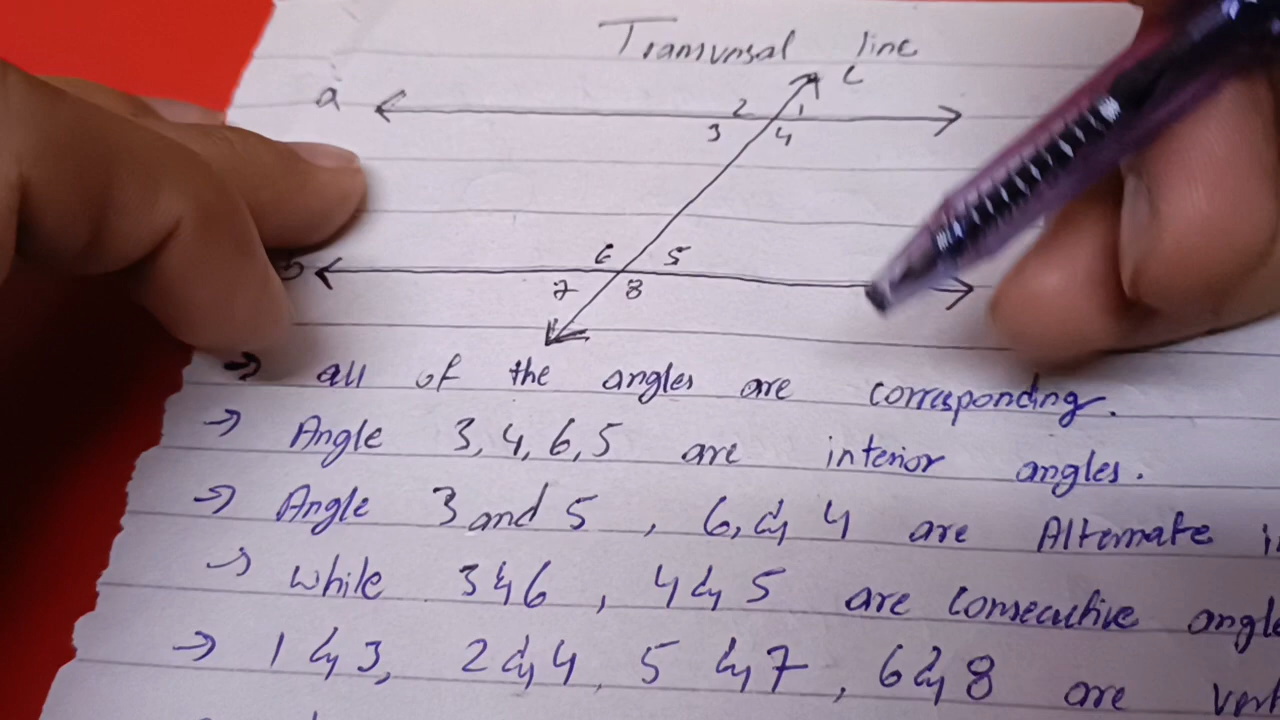 Transversal line
a
L
2 1
3 4
b
6 5
7 8
→ all of the angles are corresponding.
→ Angle 3, 4, 6, 5 are interior angles.
→ Angle 3 and 5 , 6, & 4 are Alternate
→ while 3 & 6 , 4 & 5 are consecutive angle
→ 1 & 3, 2 & 4, 5 & 7, 6 & 8 are